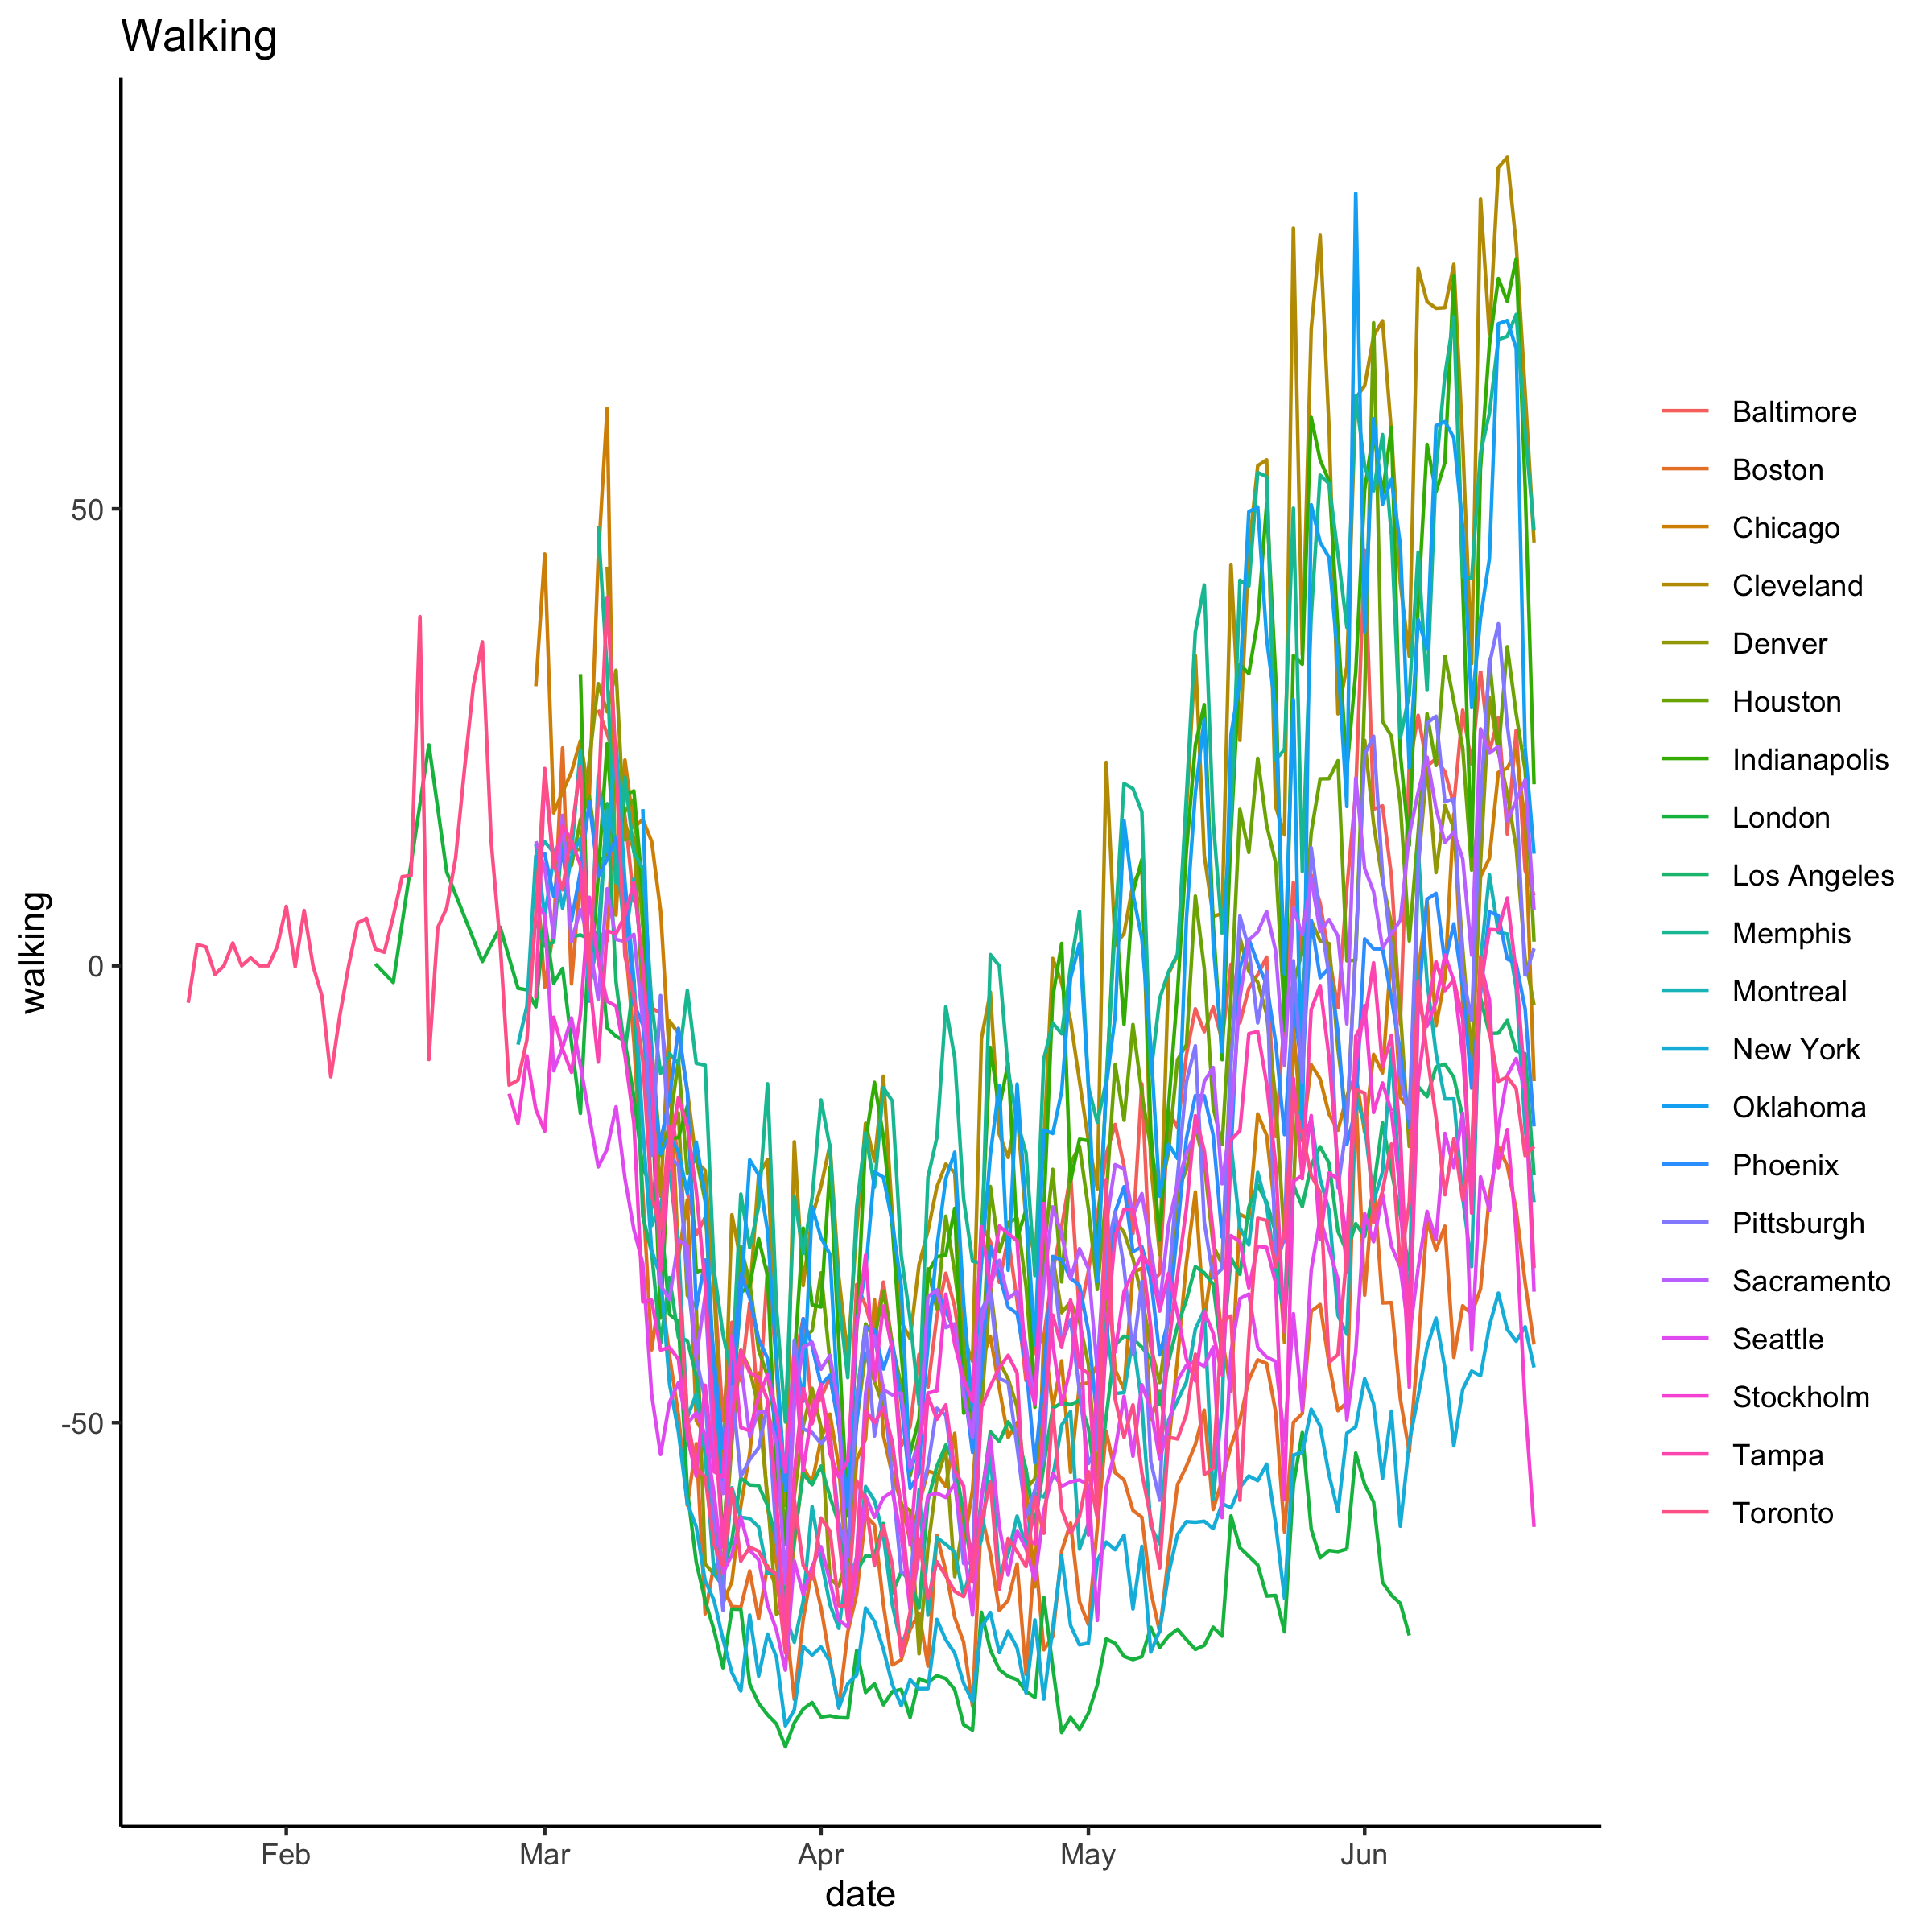 Walking
walking
50
0
-50
Feb
Mar
Apr
May
Jun
date
Baltimore
Boston
Chicago
Cleveland
Denver
Houston
Indianapolis
London
Los Angeles
Memphis
Montreal
New York
Oklahoma
Phoenix
Pittsburgh
Sacramento
Seattle
Stockholm
Tampa
Toronto